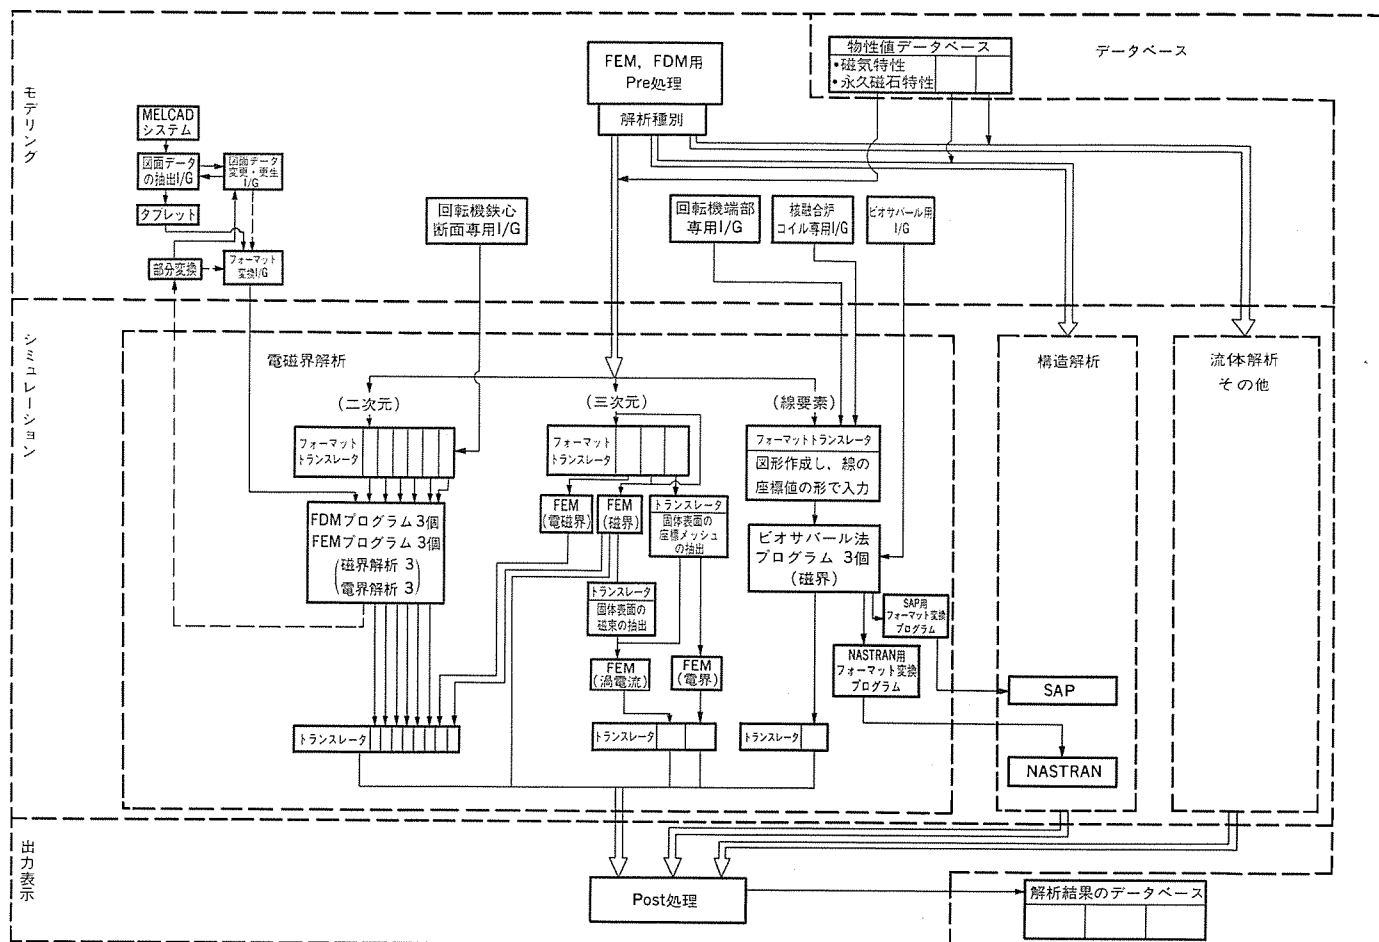 モデリング
FEM, FDM用
Pre処理
解析種別
物性値データベース
•磁気特性
•永久磁石特性
データベース
MELCAD
システム
図面データ
の抽出I/G
図面データ
変更・更生
I/G
タブレット
部分変換
フォーマット
変換I/G
回転機鉄心
断面専用I/G
回転機端部
専用I/G
核融合炉
コイル専用I/G
ビオサバール用
I/G
シミュレーション
電磁界解析
(二次元)
(三次元)
(線要素)
構造解析
流体解析
その他
フォーマット
トランスレータ
フォーマット
トランスレータ
フォーマットトランスレータ
図形作成し、線の
座標値の形で入力
FDMプログラム 3個
FEMプログラム 3個
(磁界解析 3
電界解析 3)
FEM
(電磁界)
FEM
(磁界)
トランスレータ
固体表面の
座標メッシュ
の抽出
ビオサバール法
プログラム 3個
(磁界)
トランスレータ
固体表面の
磁束の抽出
SAP用
フォーマット変換
プログラム
FEM
(渦電流)
FEM
(電界)
NASTRAN用
フォーマット変換
プログラム
SAP
トランスレータ
トランスレータ
トランスレータ
NASTRAN
出力表示
Post処理
解析結果のデータベース